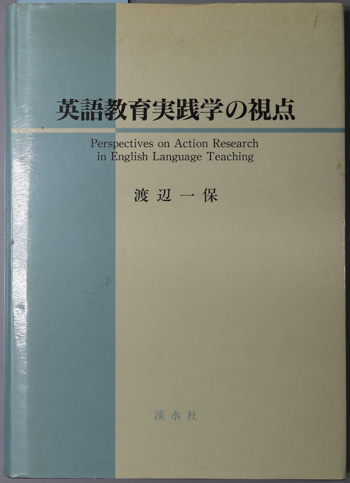 英語教育実践学の視点
Perspectives on Action Research
in English Language Teaching
渡辺一保
渓水社